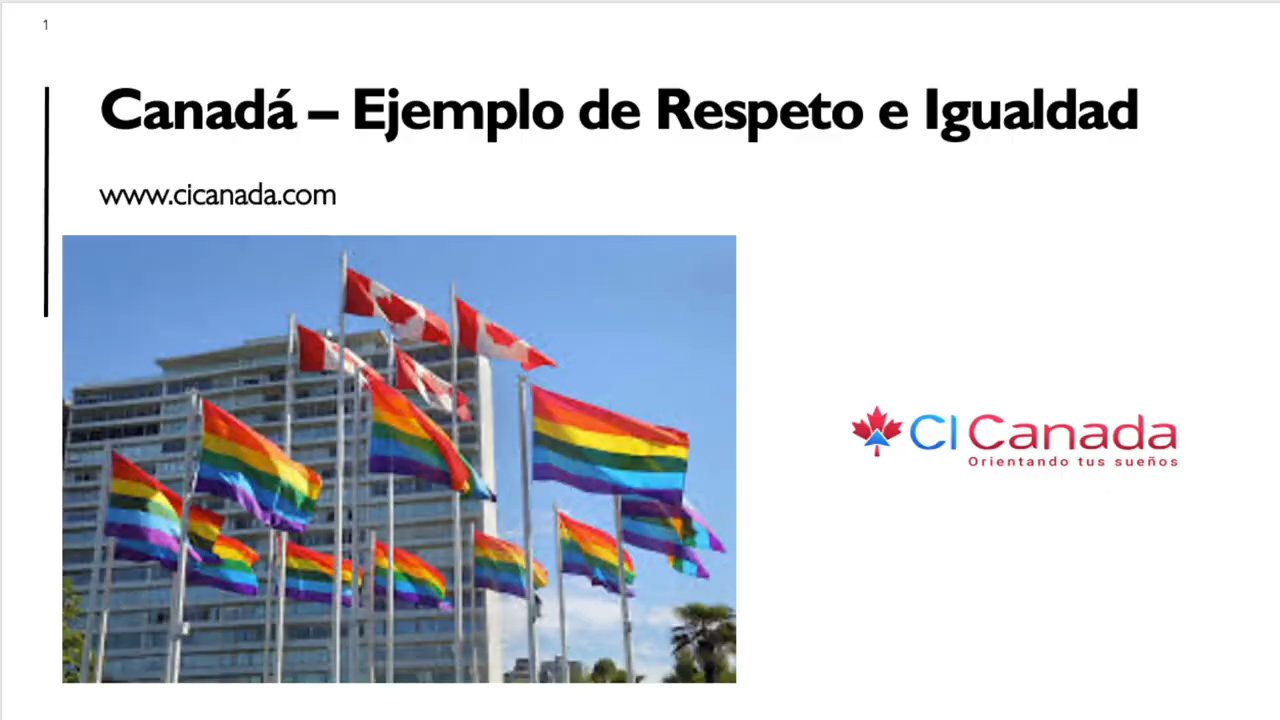 1
Canadá – Ejemplo de Respeto e Igualdad
www.cicanada.com
CI Canada
Orientando tus sueños